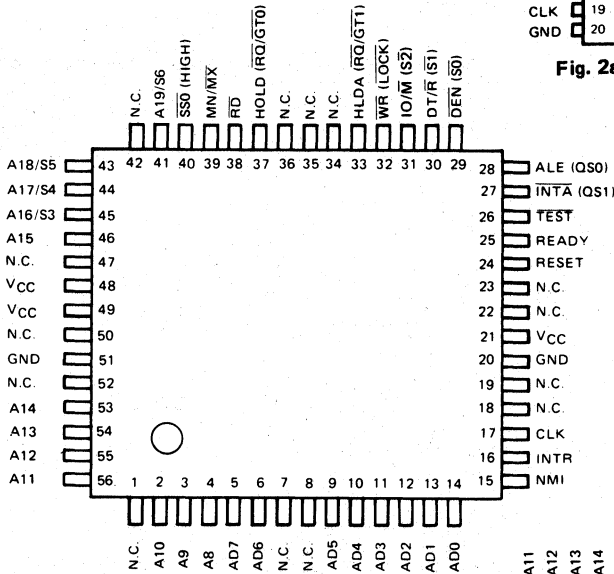 CLK 19
GND 20
Fig. 2a
N.C.
A19/S6
SS0 (HIGH)
MN/MX
RD
HOLD (RQ/GT0)
N.C.
N.C.
N.C.
HLDA (RQ/GT1)
WR (LOCK)
IO/M (S2)
DT/R (S1)
DEN (S0)
42 41 40 39 38 37 36 35 34 33 32 31 30 29
A18/S5 43
A17/S4 44
A16/S3 45
A15 46
N.C. 47
VCC 48
VCC 49
N.C. 50
GND 51
N.C. 52
A14 53
A13 54
A12 55
A11 56
28 ALE (QS0)
27 INTA (QS1)
26 TEST
25 READY
24 RESET
23 N.C.
22 N.C.
21 VCC
20 GND
19 N.C.
18 N.C.
17 CLK
16 INTR
15 NMI
1 2 3 4 5 6 7 8 9 10 11 12 13 14
N.C.
A10
A9
A8
AD7
AD6
N.C.
N.C.
AD5
AD4
AD3
AD2
AD1
AD0
A11
A12
A13
A14